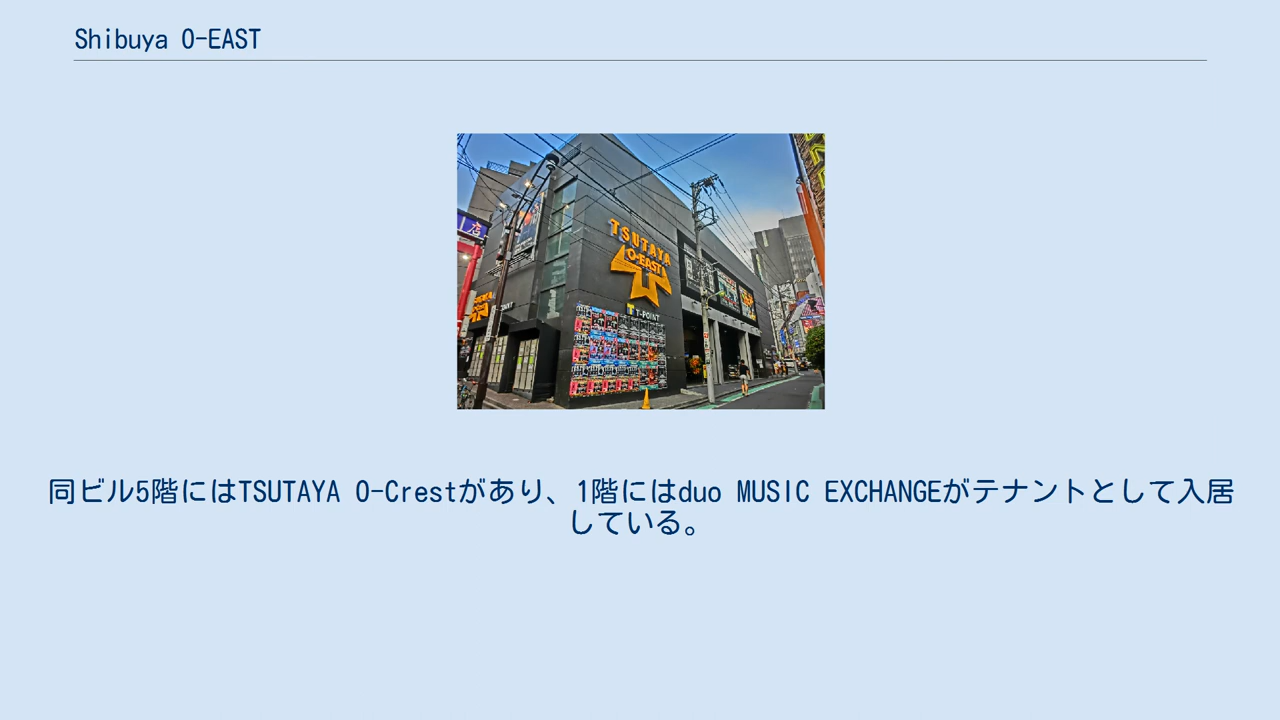 Shibuya O-EAST
店
TSUTAYA
O-EAST
T-POINT
同ビル5階にはTSUTAYA O-Crestがあり、1階にはduo MUSIC EXCHANGEがテナントとして入居
している。